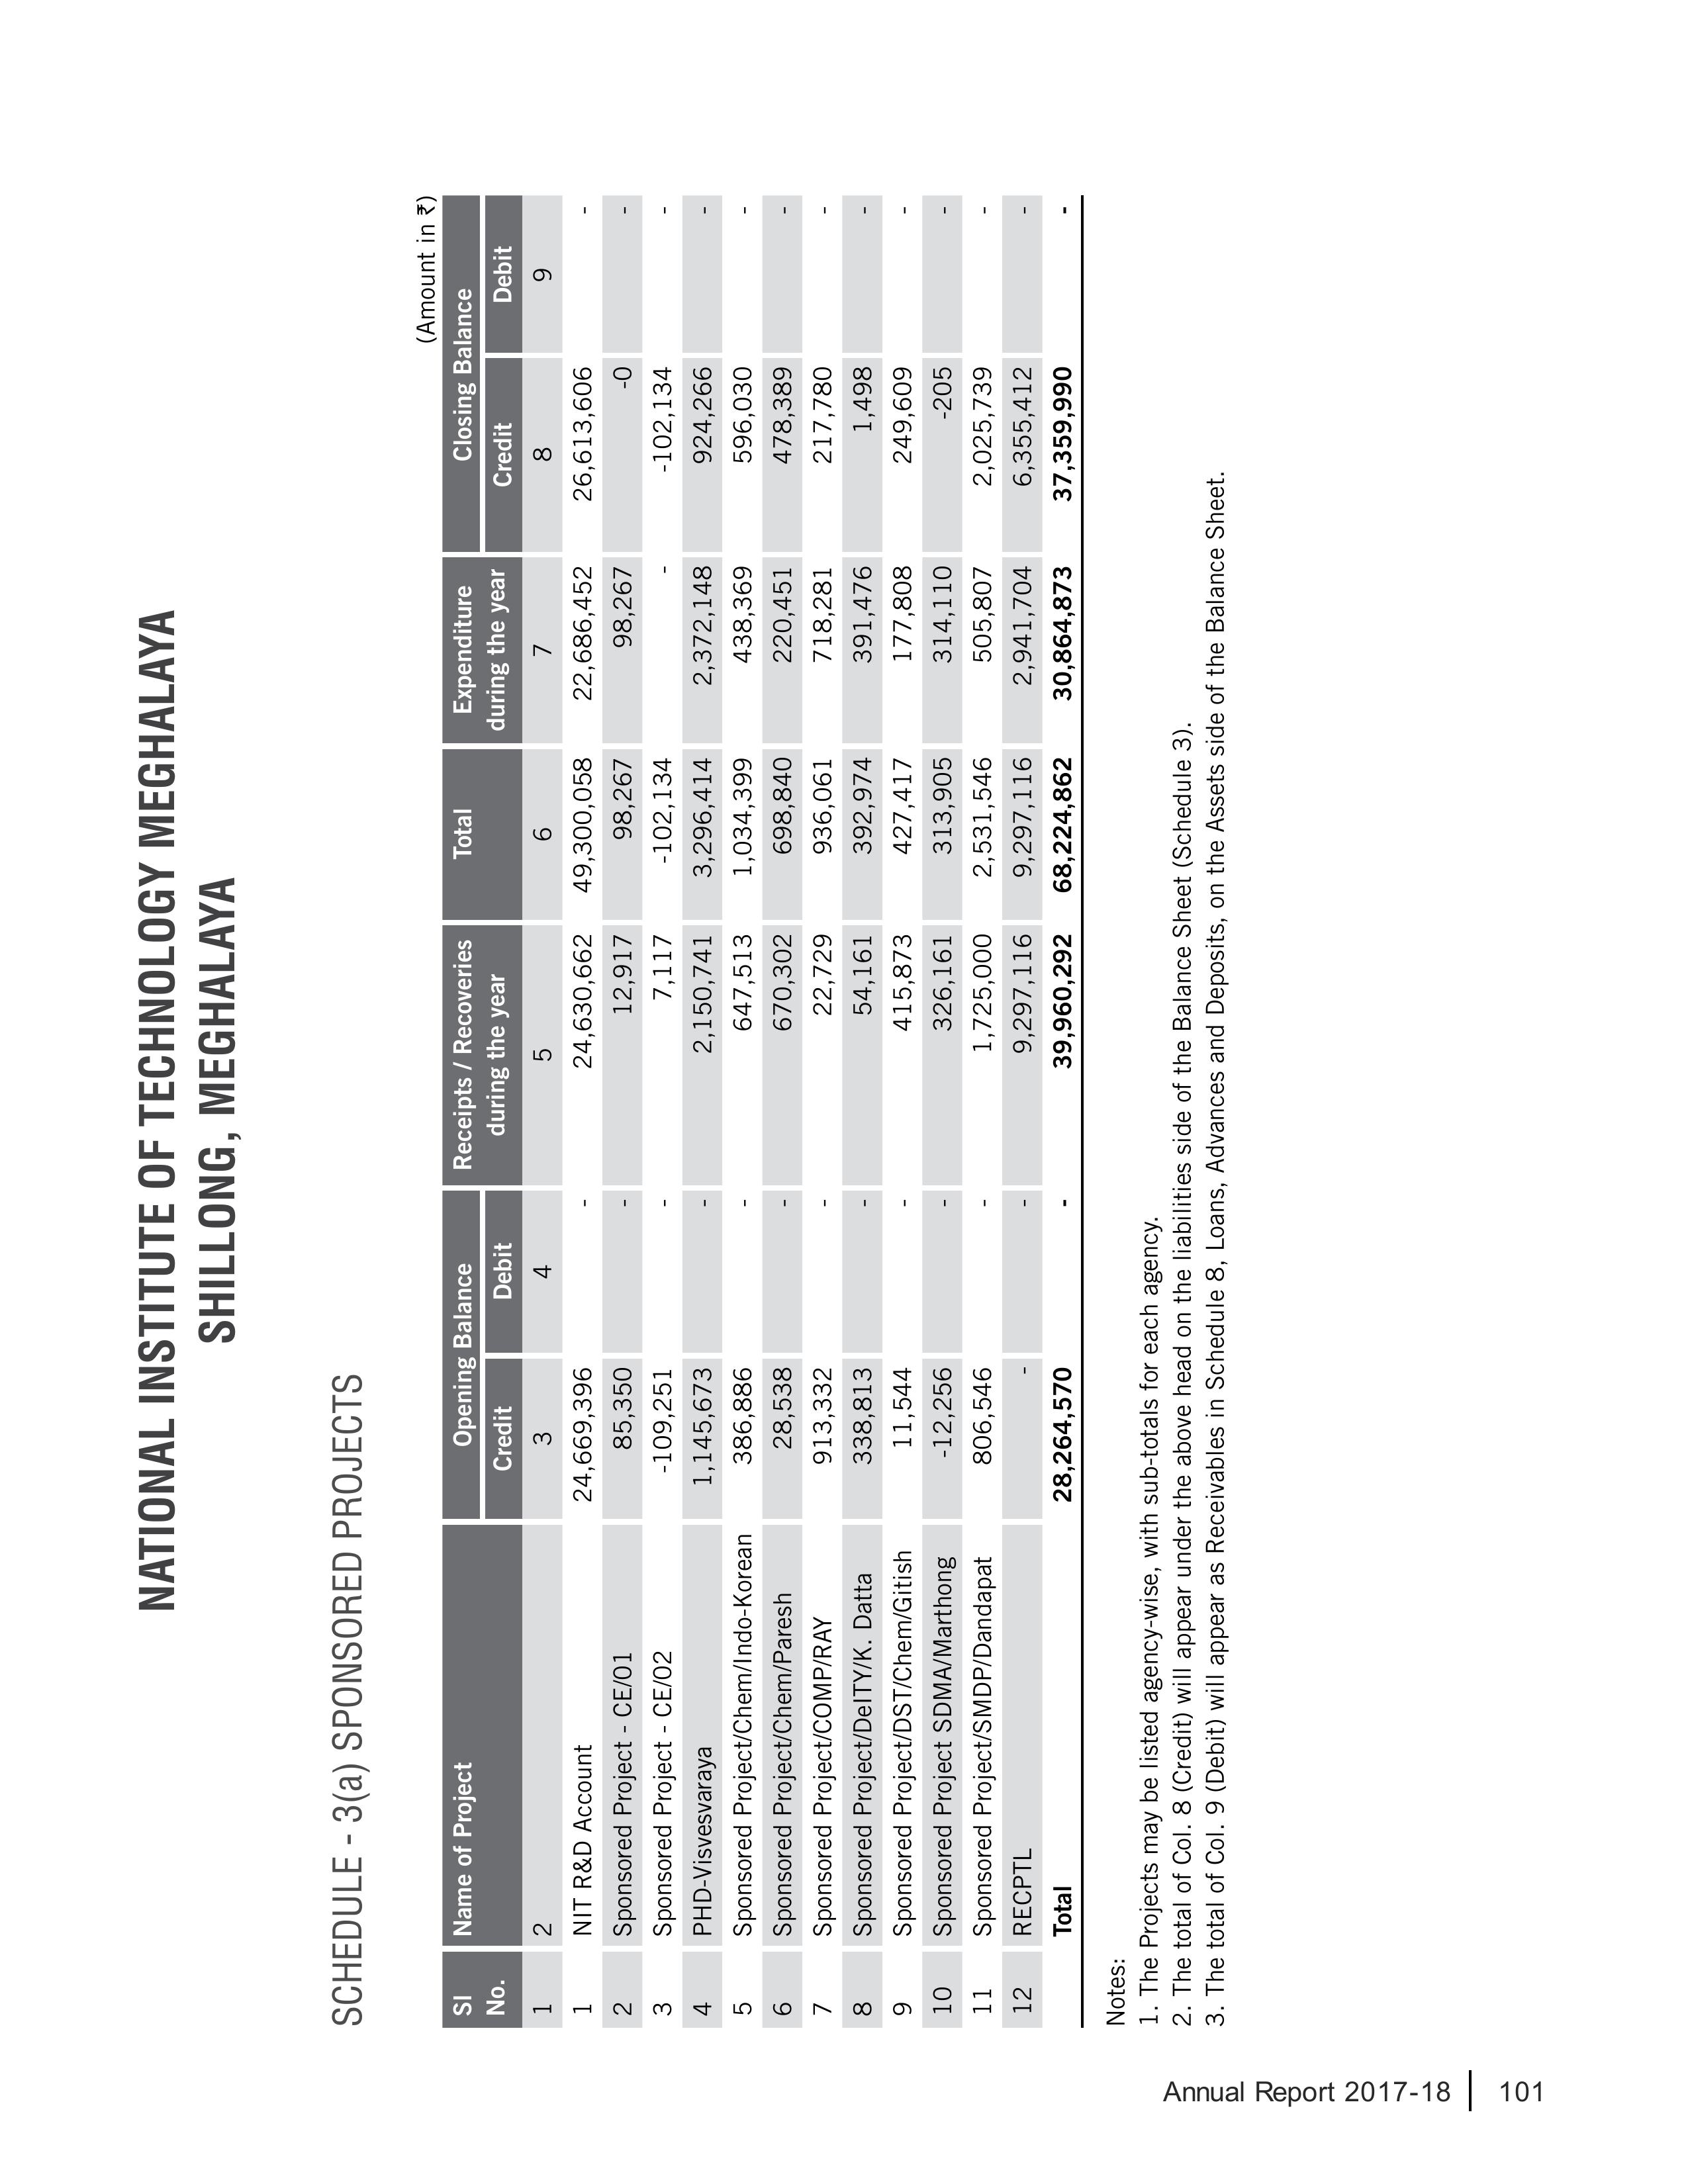 NATIONAL INSTITUTE OF TECHNOLOGY MEGHALAYA
SHILLONG, MEGHALAYA
SCHEDULE - 3(a) SPONSORED PROJECTS
(Amount in ₹)
SI No. Name of Project Opening Balance Receipts / Recoveries during the year Total Expenditure during the year Closing Balance
Credit Debit Credit Debit
1 2 3 4 5 6 7 8 9
1 NIT R&D Account 24,669,396 - 24,630,662 49,300,058 22,686,452 26,613,606 -
2 Sponsored Project - CE/01 85,350 - 12,917 98,267 98,267 -0 -
3 Sponsored Project - CE/02 -109,251 - 7,117 -102,134 - -102,134 -
4 PHD-Visvesvaraya 1,145,673 - 2,150,741 3,296,414 2,372,148 924,266 -
5 Sponsored Project/Chem/Indo-Korean 386,886 - 647,513 1,034,399 438,369 596,030 -
6 Sponsored Project/Chem/Paresh 28,538 - 670,302 698,840 220,451 478,389 -
7 Sponsored Project/COMP/RAY 913,332 - 22,729 936,061 718,281 217,780 -
8 Sponsored Project/DeITY/K. Datta 338,813 - 54,161 392,974 391,476 1,498 -
9 Sponsored Project/DST/Chem/Gitish 11,544 - 415,873 427,417 177,808 249,609 -
10 Sponsored Project SDMA/Marthong -12,256 - 326,161 313,905 314,110 -205 -
11 Sponsored Project/SMDP/Dandapat 806,546 - 1,725,000 2,531,546 505,807 2,025,739 -
12 RECPTL - - 9,297,116 9,297,116 2,941,704 6,355,412 -
Total 28,264,570 - 39,960,292 68,224,862 30,864,873 37,359,990 -
Notes:
1. The Projects may be listed agency-wise, with sub-totals for each agency.
2. The total of Col. 8 (Credit) will appear under the above head on the liabilities side of the Balance Sheet (Schedule 3).
3. The total of Col. 9 (Debit) will appear as Receivables in Schedule 8, Loans, Advances and Deposits, on the Assets side of the Balance Sheet.
Annual Report 2017-18 | 101